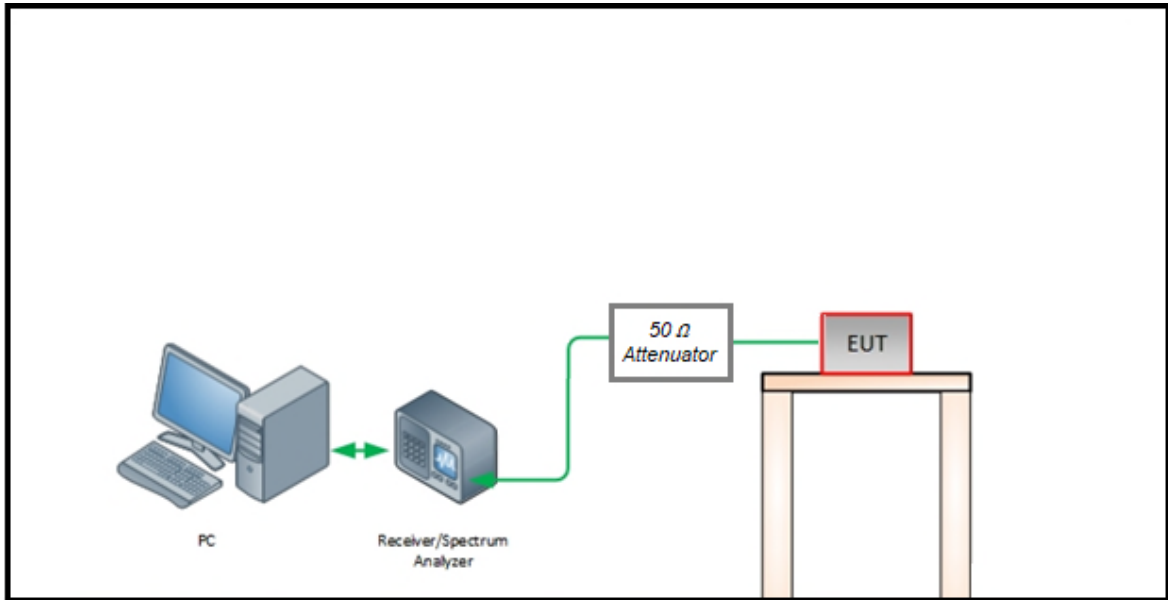 50 Ω
Attenuator
EUT
PC
Receiver/Spectrum
Analyzer